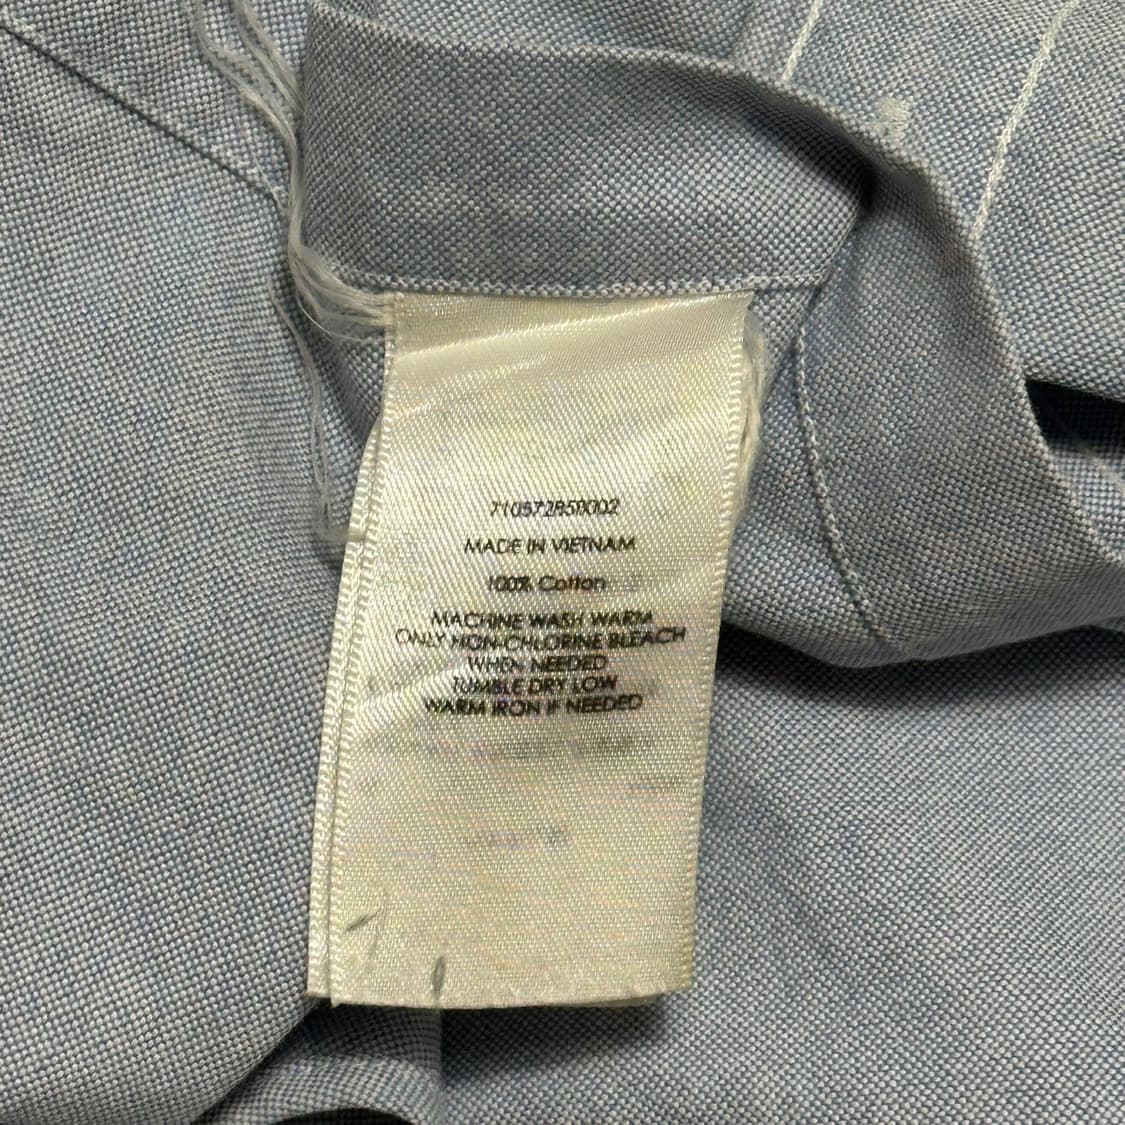 710572858002
MADE IN VIETNAM
100% Cotton
MACHINE WASH WARM
ONLY NON-CHLORINE BLEACH
WHEN NEEDED
TUMBLE DRY LOW
WARM IRON IF NEEDED